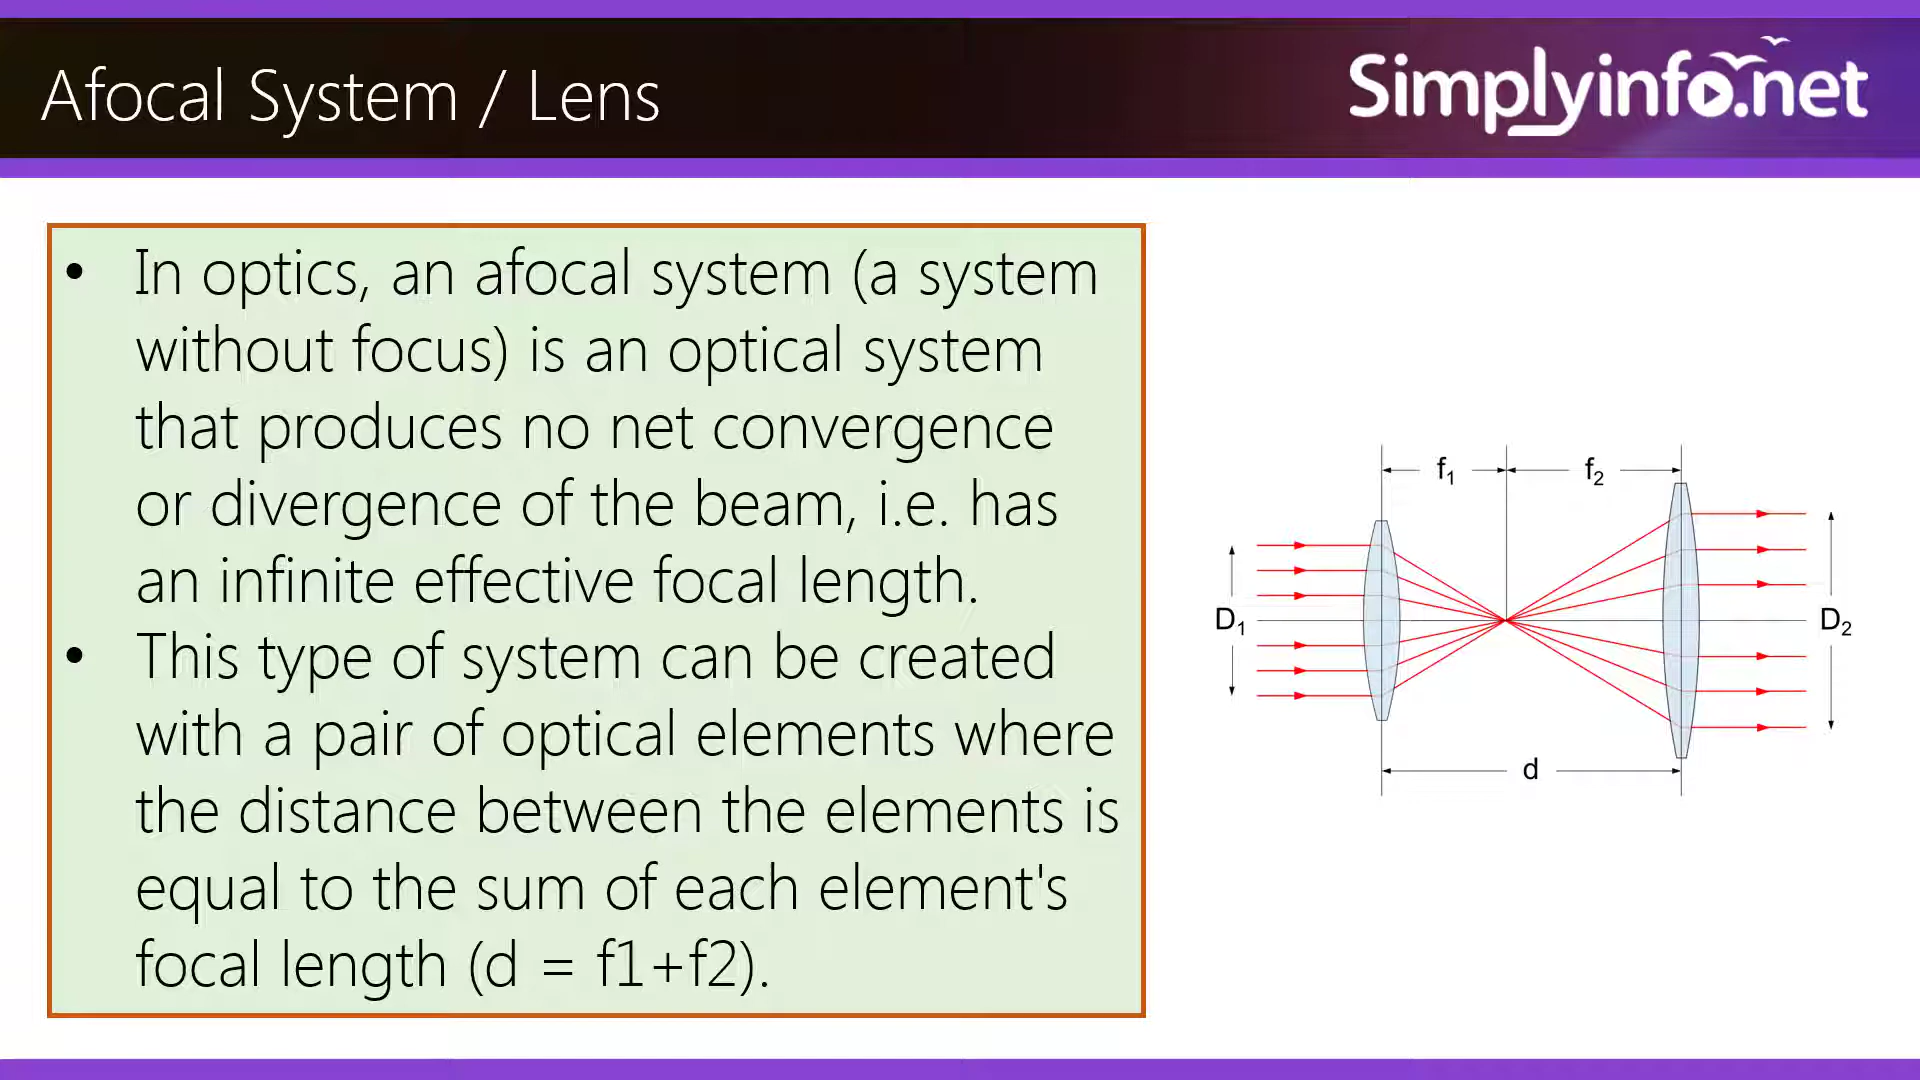 Afocal System / Lens
Simplyinfo.net
• In optics, an afocal system (a system
without focus) is an optical system
that produces no net convergence
or divergence of the beam, i.e. has
an infinite effective focal length.
• This type of system can be created
with a pair of optical elements where
the distance between the elements is
equal to the sum of each element's
focal length (d = f1+f2).
f₁ f₂
D₁ D₂
d